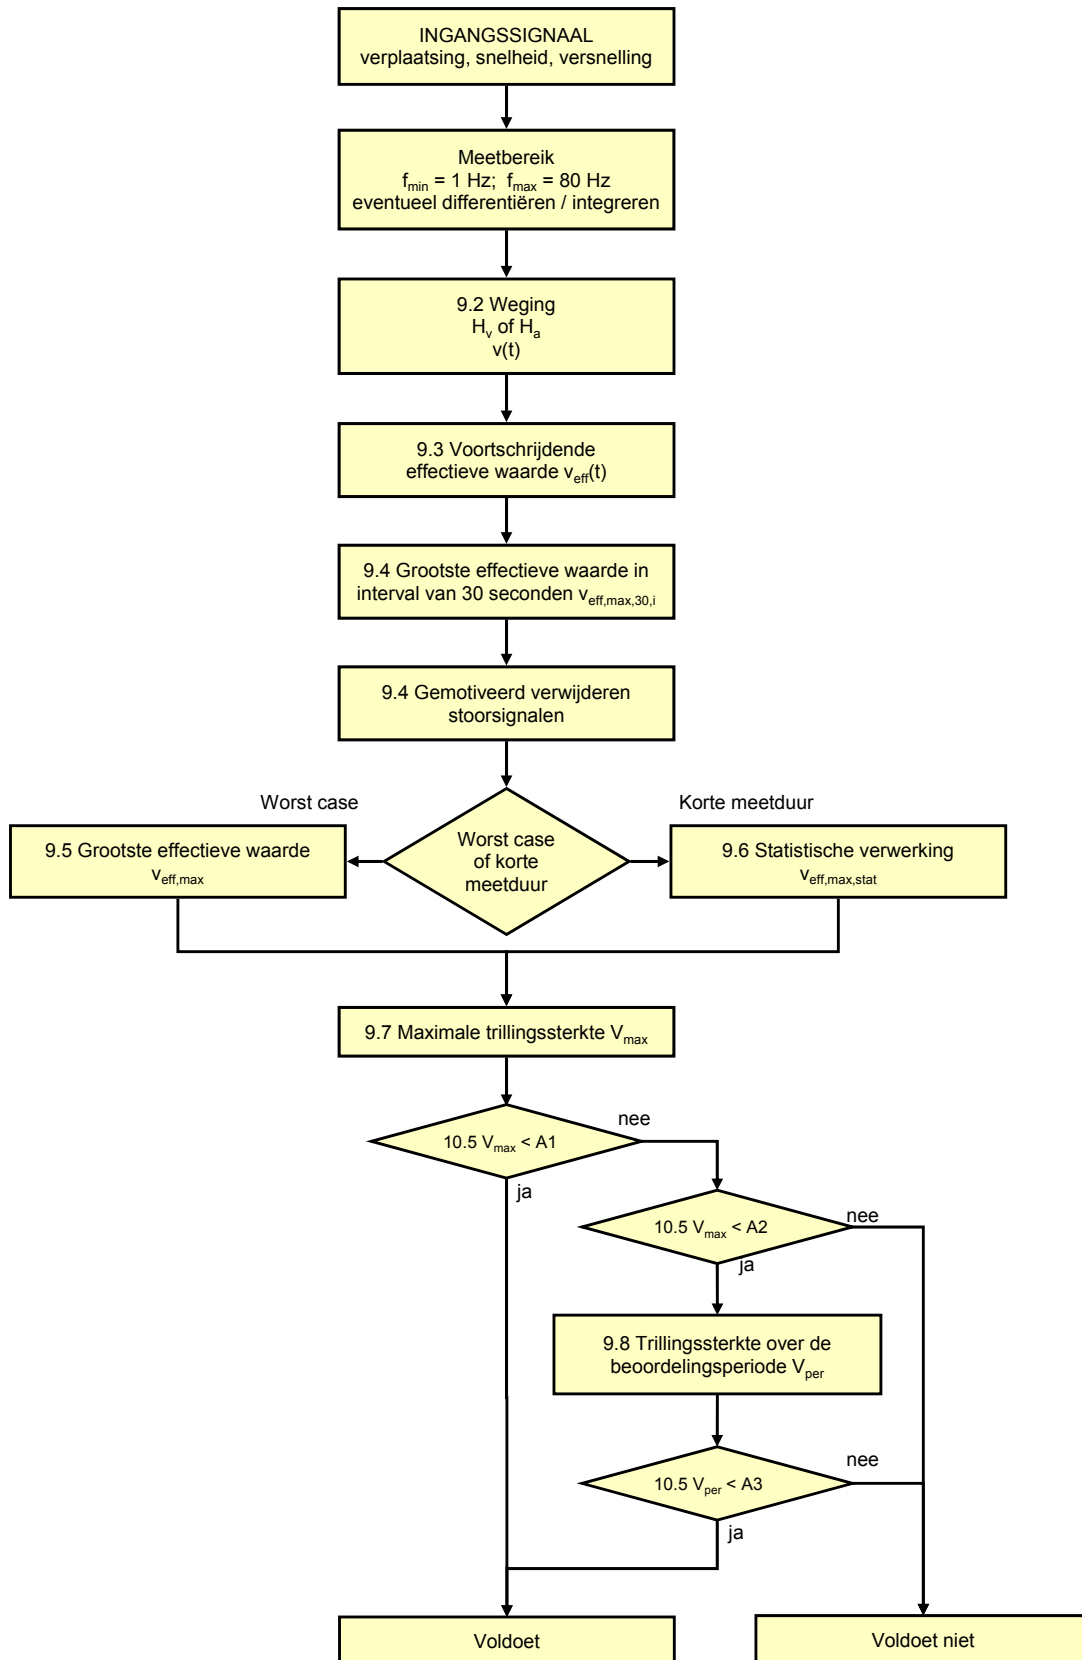 INGANGSSIGNAAL
verplaatsing, snelheid, versnelling
Meetbereik
fmin = 1 Hz;  fmax = 80 Hz
eventueel differentiëren / integreren
9.2 Weging
Hv of Ha
v(t)
9.3 Voortschrijdende
effectieve waarde veff(t)
9.4 Grootste effectieve waarde in
interval van 30 seconden veff,max,30,i
9.4 Gemotiveerd verwijderen
stoorsignalen
Worst case
Korte meetduur
9.5 Grootste effectieve waarde
veff,max
Worst case
of korte
meetduur
9.6 Statistische verwerking
veff,max,stat
9.7 Maximale trillingssterkte Vmax
10.5 Vmax < A1
nee
ja
10.5 Vmax < A2
nee
ja
9.8 Trillingssterkte over de
beoordelingsperiode Vper
10.5 Vper < A3
nee
ja
Voldoet
Voldoet niet